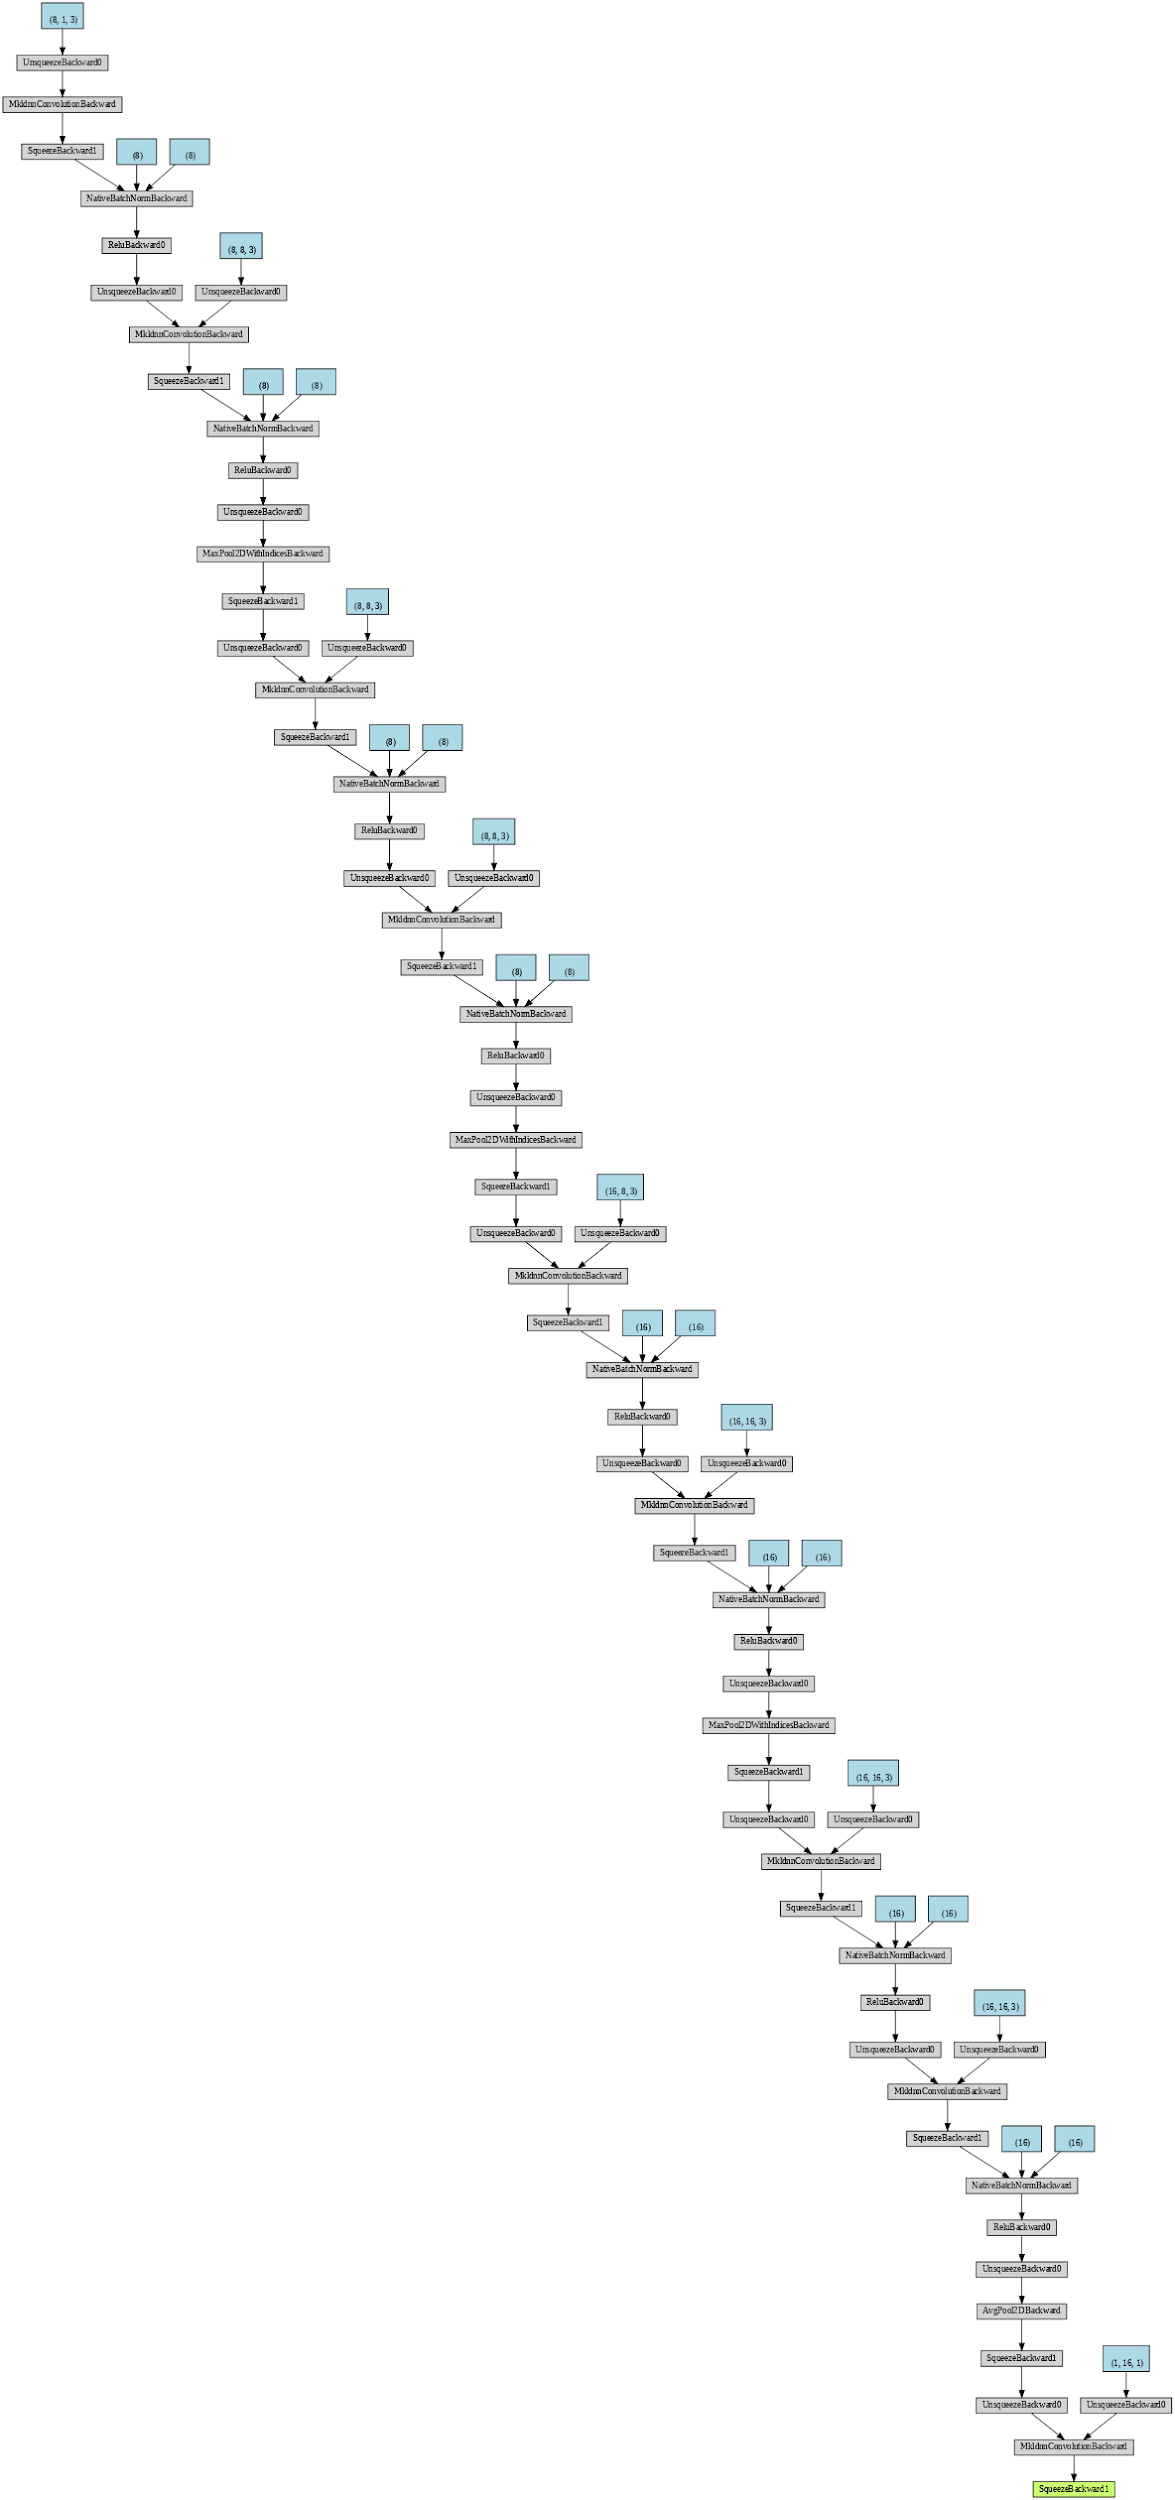 (8, 1, 3)
UnsqueezeBackward0
MkldnnConvolutionBackward
SqueezeBackward1
(8)
(8)
NativeBatchNormBackward
ReluBackward0
(8, 8, 3)
UnsqueezeBackward0
UnsqueezeBackward0
MkldnnConvolutionBackward
SqueezeBackward1
(8)
(8)
NativeBatchNormBackward
ReluBackward0
UnsqueezeBackward0
MaxPool2DWithIndicesBackward
SqueezeBackward1
(8, 8, 3)
UnsqueezeBackward0
UnsqueezeBackward0
MkldnnConvolutionBackward
SqueezeBackward1
(8)
(8)
NativeBatchNormBackward
ReluBackward0
(8, 8, 3)
UnsqueezeBackward0
UnsqueezeBackward0
MkldnnConvolutionBackward
SqueezeBackward1
(8)
(8)
NativeBatchNormBackward
ReluBackward0
UnsqueezeBackward0
MaxPool2DWithIndicesBackward
SqueezeBackward1
(16, 8, 3)
UnsqueezeBackward0
UnsqueezeBackward0
MkldnnConvolutionBackward
SqueezeBackward1
(16)
(16)
NativeBatchNormBackward
ReluBackward0
(16, 16, 3)
UnsqueezeBackward0
UnsqueezeBackward0
MkldnnConvolutionBackward
SqueezeBackward1
(16)
(16)
NativeBatchNormBackward
ReluBackward0
UnsqueezeBackward0
MaxPool2DWithIndicesBackward
SqueezeBackward1
(16, 16, 3)
UnsqueezeBackward0
UnsqueezeBackward0
MkldnnConvolutionBackward
SqueezeBackward1
(16)
(16)
NativeBatchNormBackward
ReluBackward0
(16, 16, 3)
UnsqueezeBackward0
UnsqueezeBackward0
MkldnnConvolutionBackward
SqueezeBackward1
(16)
(16)
NativeBatchNormBackward
ReluBackward0
UnsqueezeBackward0
AvgPool2DBackward
SqueezeBackward1
(1, 16, 1)
UnsqueezeBackward0
UnsqueezeBackward0
MkldnnConvolutionBackward
SqueezeBackward1